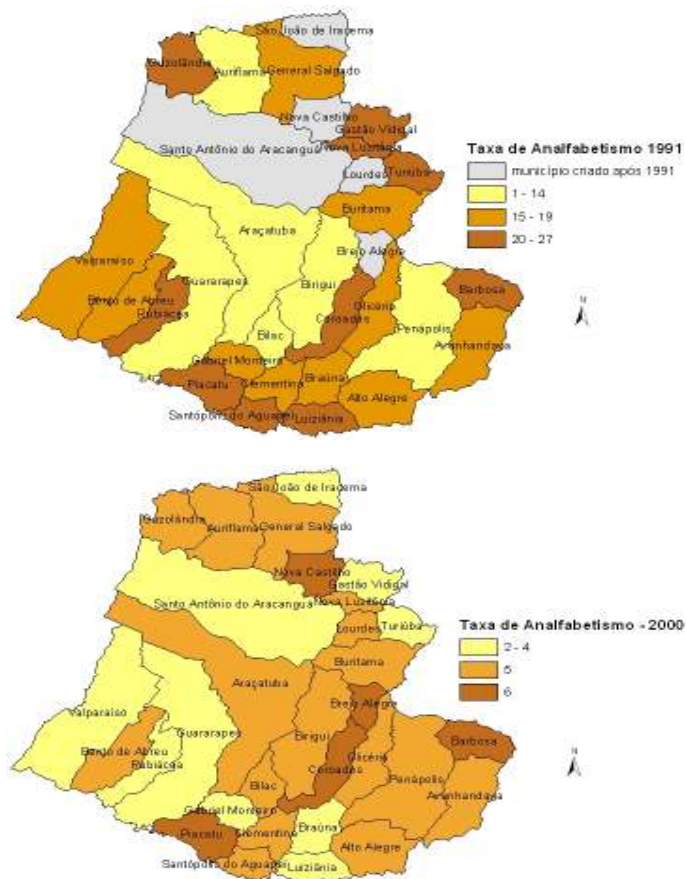 São João de Iracema
Guzolândia
Auriflama
General Salgado
Nova Castilho
Gastão Vidigal
Santo Antônio do Aracangua
Nova Luzitânia
Lourdes
Turiúba
Buritama
Araçatuba
Brejo Alegre
Valparaíso
Guararapes
Birigui
Bento de Abreu
Rubiácea
Glicério
Barbosa
Coroados
Penápolis
Bilac
Avanhandava
Gabriel Monteiro
Piacatu
Clementina
Braúna
Alto Alegre
Santópolis do Aguapei
Luiziânia
Taxa de Analfabetismo 1991
município criado após 1991
1 - 14
15 - 19
20 - 27
N
São João de Iracema
Guzolândia
Auriflama
General Salgado
Nova Castilho
Gastão Vidigal
Santo Antônio do Aracangua
Nova Luzitânia
Lourdes
Turiúba
Buritama
Araçatuba
Brejo Alegre
Valparaíso
Guararapes
Birigui
Bento de Abreu
Rubiácea
Glicério
Barbosa
Coroados
Penápolis
Bilac
Avanhandava
Gabriel Monteiro
Piacatu
Clementina
Braúna
Alto Alegre
Santópolis do Aguapei
Luiziânia
Taxa de Analfabetismo - 2000
2 - 4
5
6
N